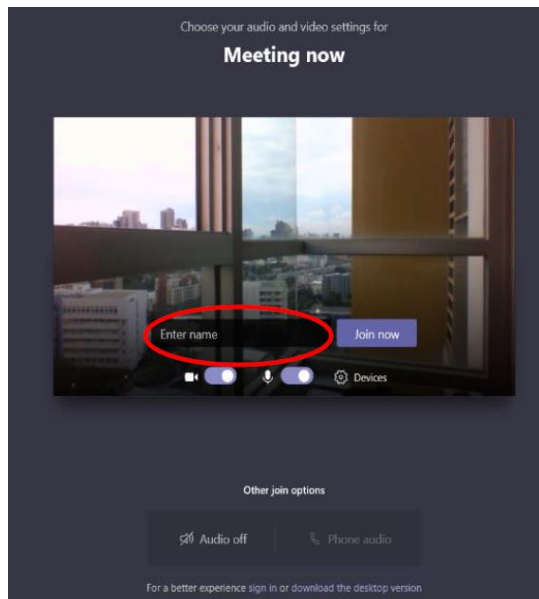 Choose your audio and video settings for
Meeting now
Enter name
Join now
Devices
Other join options
Audio off
Phone audio
For a better experience sign in or download the desktop version